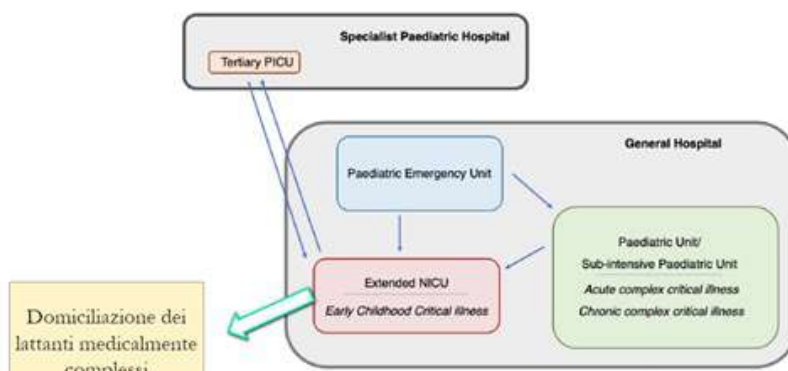 Specialist Paediatric Hospital
Tertiary PICU
General Hospital
Paediatric Emergency Unit
Paediatric Unit/
Sub-intensive Paediatric Unit
Acute complex critical illness
Chronic complex critical illness
Extended NICU
Early Childhood Critical illness
Domiciliazione dei
lattanti medicalmente
complessi